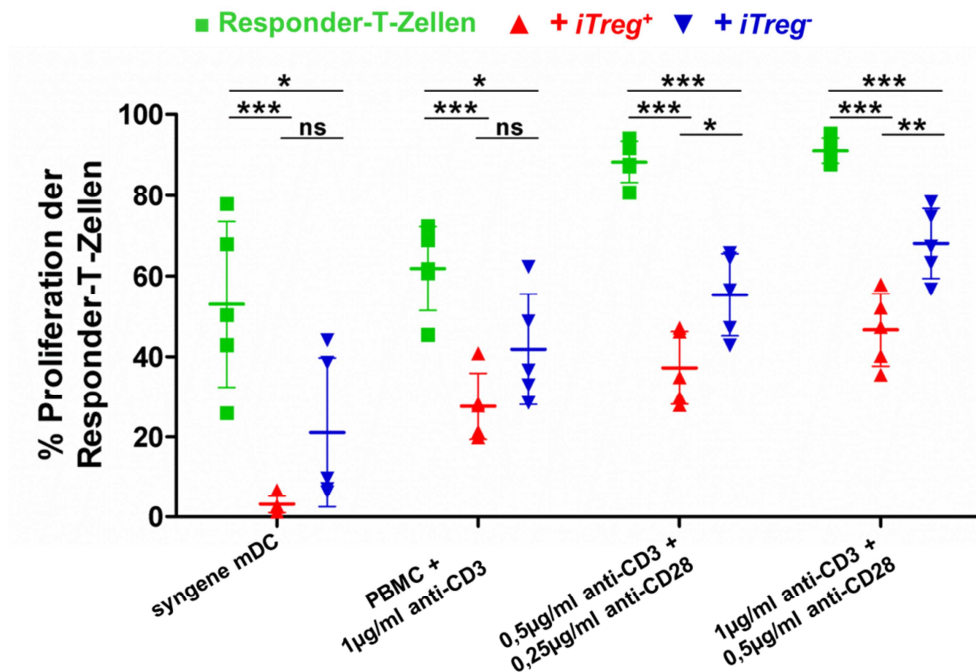 Responder-T-Zellen + iTreg⁺ + iTreg⁻
* * *** ***
*** *** *** ***
ns ns * **
% Proliferation der
Responder-T-Zellen
100
80
60
40
20
0
syngene mDC
PBMC +
1µg/ml anti-CD3
0,5µg/ml anti-CD3 +
0,25µg/ml anti-CD28
1µg/ml anti-CD3 +
0,5µg/ml anti-CD28